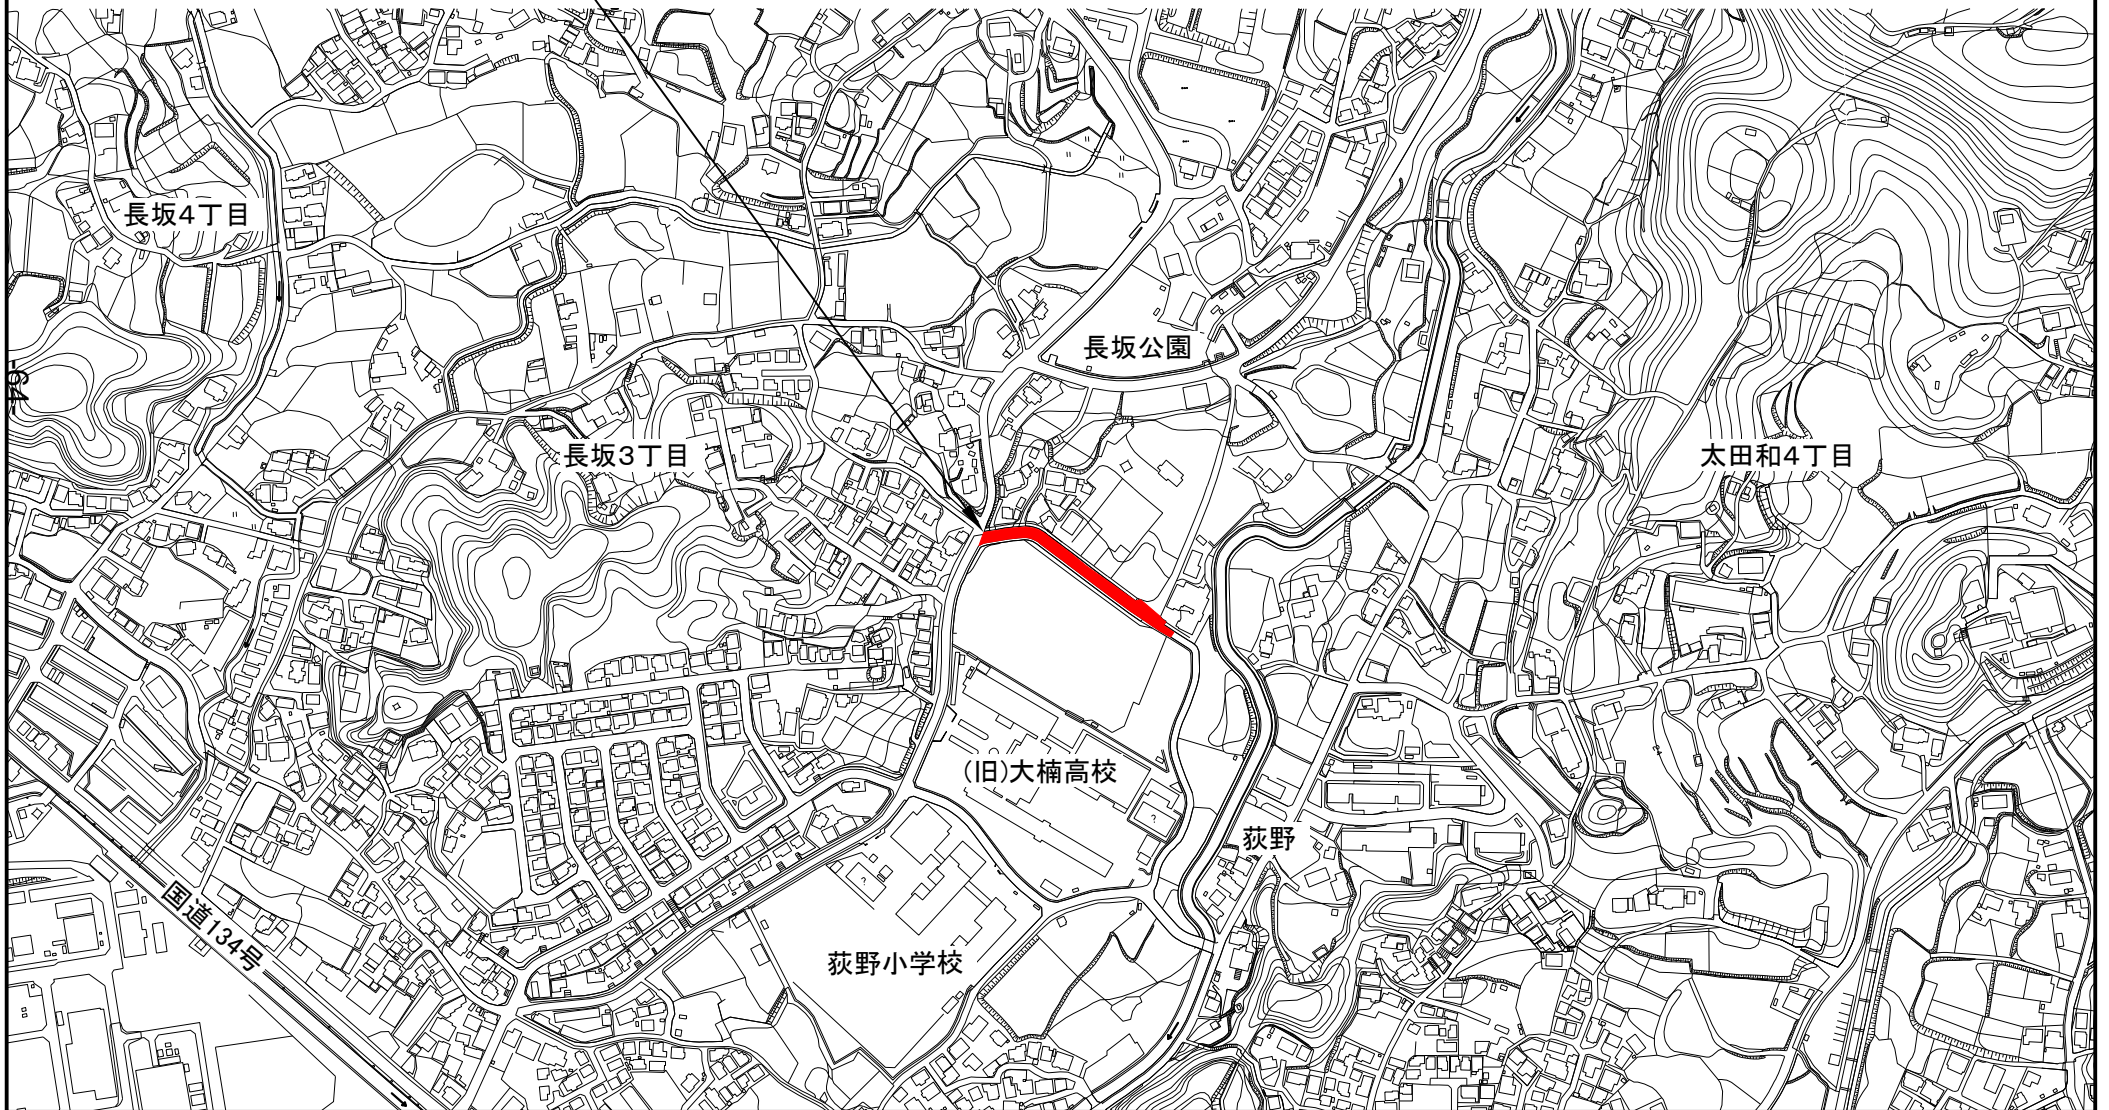 長坂4丁目
長坂公園
長坂3丁目
太田和4丁目
(旧)大楠高校
荻野
国道134号
荻野小学校